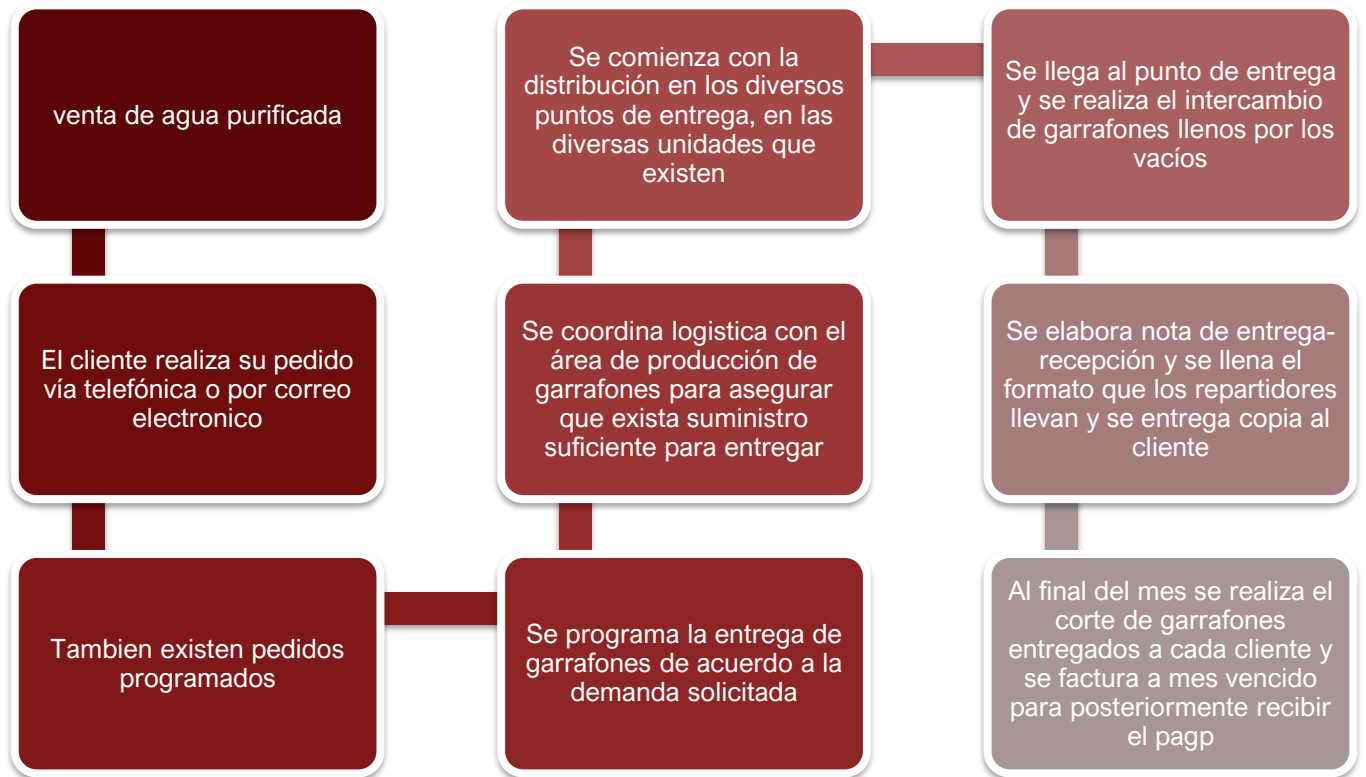 venta de agua purificada
El cliente realiza su pedido
vía telefónica o por correo
electronico
Tambien existen pedidos
programados
Se programa la entrega de
garrafones de acuerdo a la
demanda solicitada
Se coordina logistica con el
área de producción de
garrafones para asegurar
que exista suministro
suficiente para entregar
Se comienza con la
distribución en los diversos
puntos de entrega, en las
diversas unidades que
existen
Se llega al punto de entrega
y se realiza el intercambio
de garrafones llenos por los
vacíos
Se elabora nota de entrega-
recepción y se llena el
formato que los repartidores
llevan y se entrega copia al
cliente
Al final del mes se realiza el
corte de garrafones
entregados a cada cliente y
se factura a mes vencido
para posteriormente recibir
el pagp